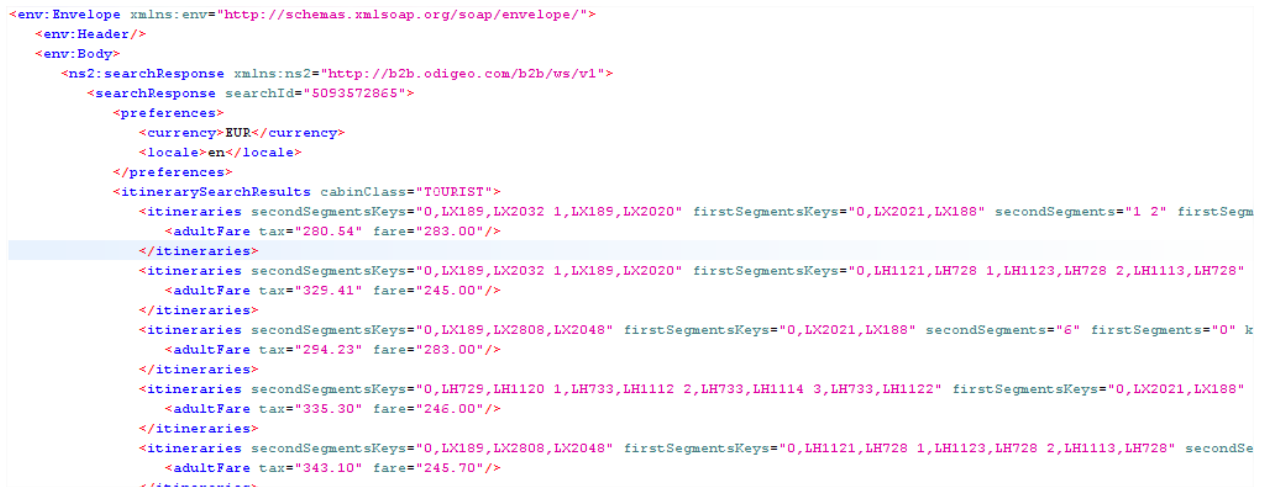 <env:Envelope xmlns:env="http://schemas.xmlsoap.org/soap/envelope/">
<env:Header/>
<env:Body>
<ns2:searchResponse xmlns:ns2="http://b2b.odigeo.com/b2b/ws/v1">
<searchResponse searchId="5093572865">
<preferences>
<currency>EUR</currency>
<locale>en</locale>
</preferences>
<itinerarySearchResults cabinClass="TOURIST">
<itineraries secondSegmentsKeys="0,LX189,LX2032 1,LX189,LX2020" firstSegmentsKeys="0,LX2021,LX188" secondSegments="1 2" firstSegm
<adultFare tax="280.54" fare="283.00"/>
</itineraries>
<itineraries secondSegmentsKeys="0,LX189,LX2032 1,LX189,LX2020" firstSegmentsKeys="0,LH1121,LH728 1,LH1123,LH728 2,LH1113,LH728"
<adultFare tax="329.41" fare="245.00"/>
</itineraries>
<itineraries secondSegmentsKeys="0,LX189,LX2808,LX2048" firstSegmentsKeys="0,LX2021,LX188" secondSegments="6" firstSegments="0" k
<adultFare tax="294.23" fare="283.00"/>
</itineraries>
<itineraries secondSegmentsKeys="0,LH729,LH1120 1,LH733,LH1112 2,LH733,LH1114 3,LH733,LH1122" firstSegmentsKeys="0,LX2021,LX188"
<adultFare tax="335.30" fare="246.00"/>
</itineraries>
<itineraries secondSegmentsKeys="0,LX189,LX2808,LX2048" firstSegmentsKeys="0,LH1121,LH728 1,LH1123,LH728 2,LH1113,LH728" secondSe
<adultFare tax="343.10" fare="245.70"/>